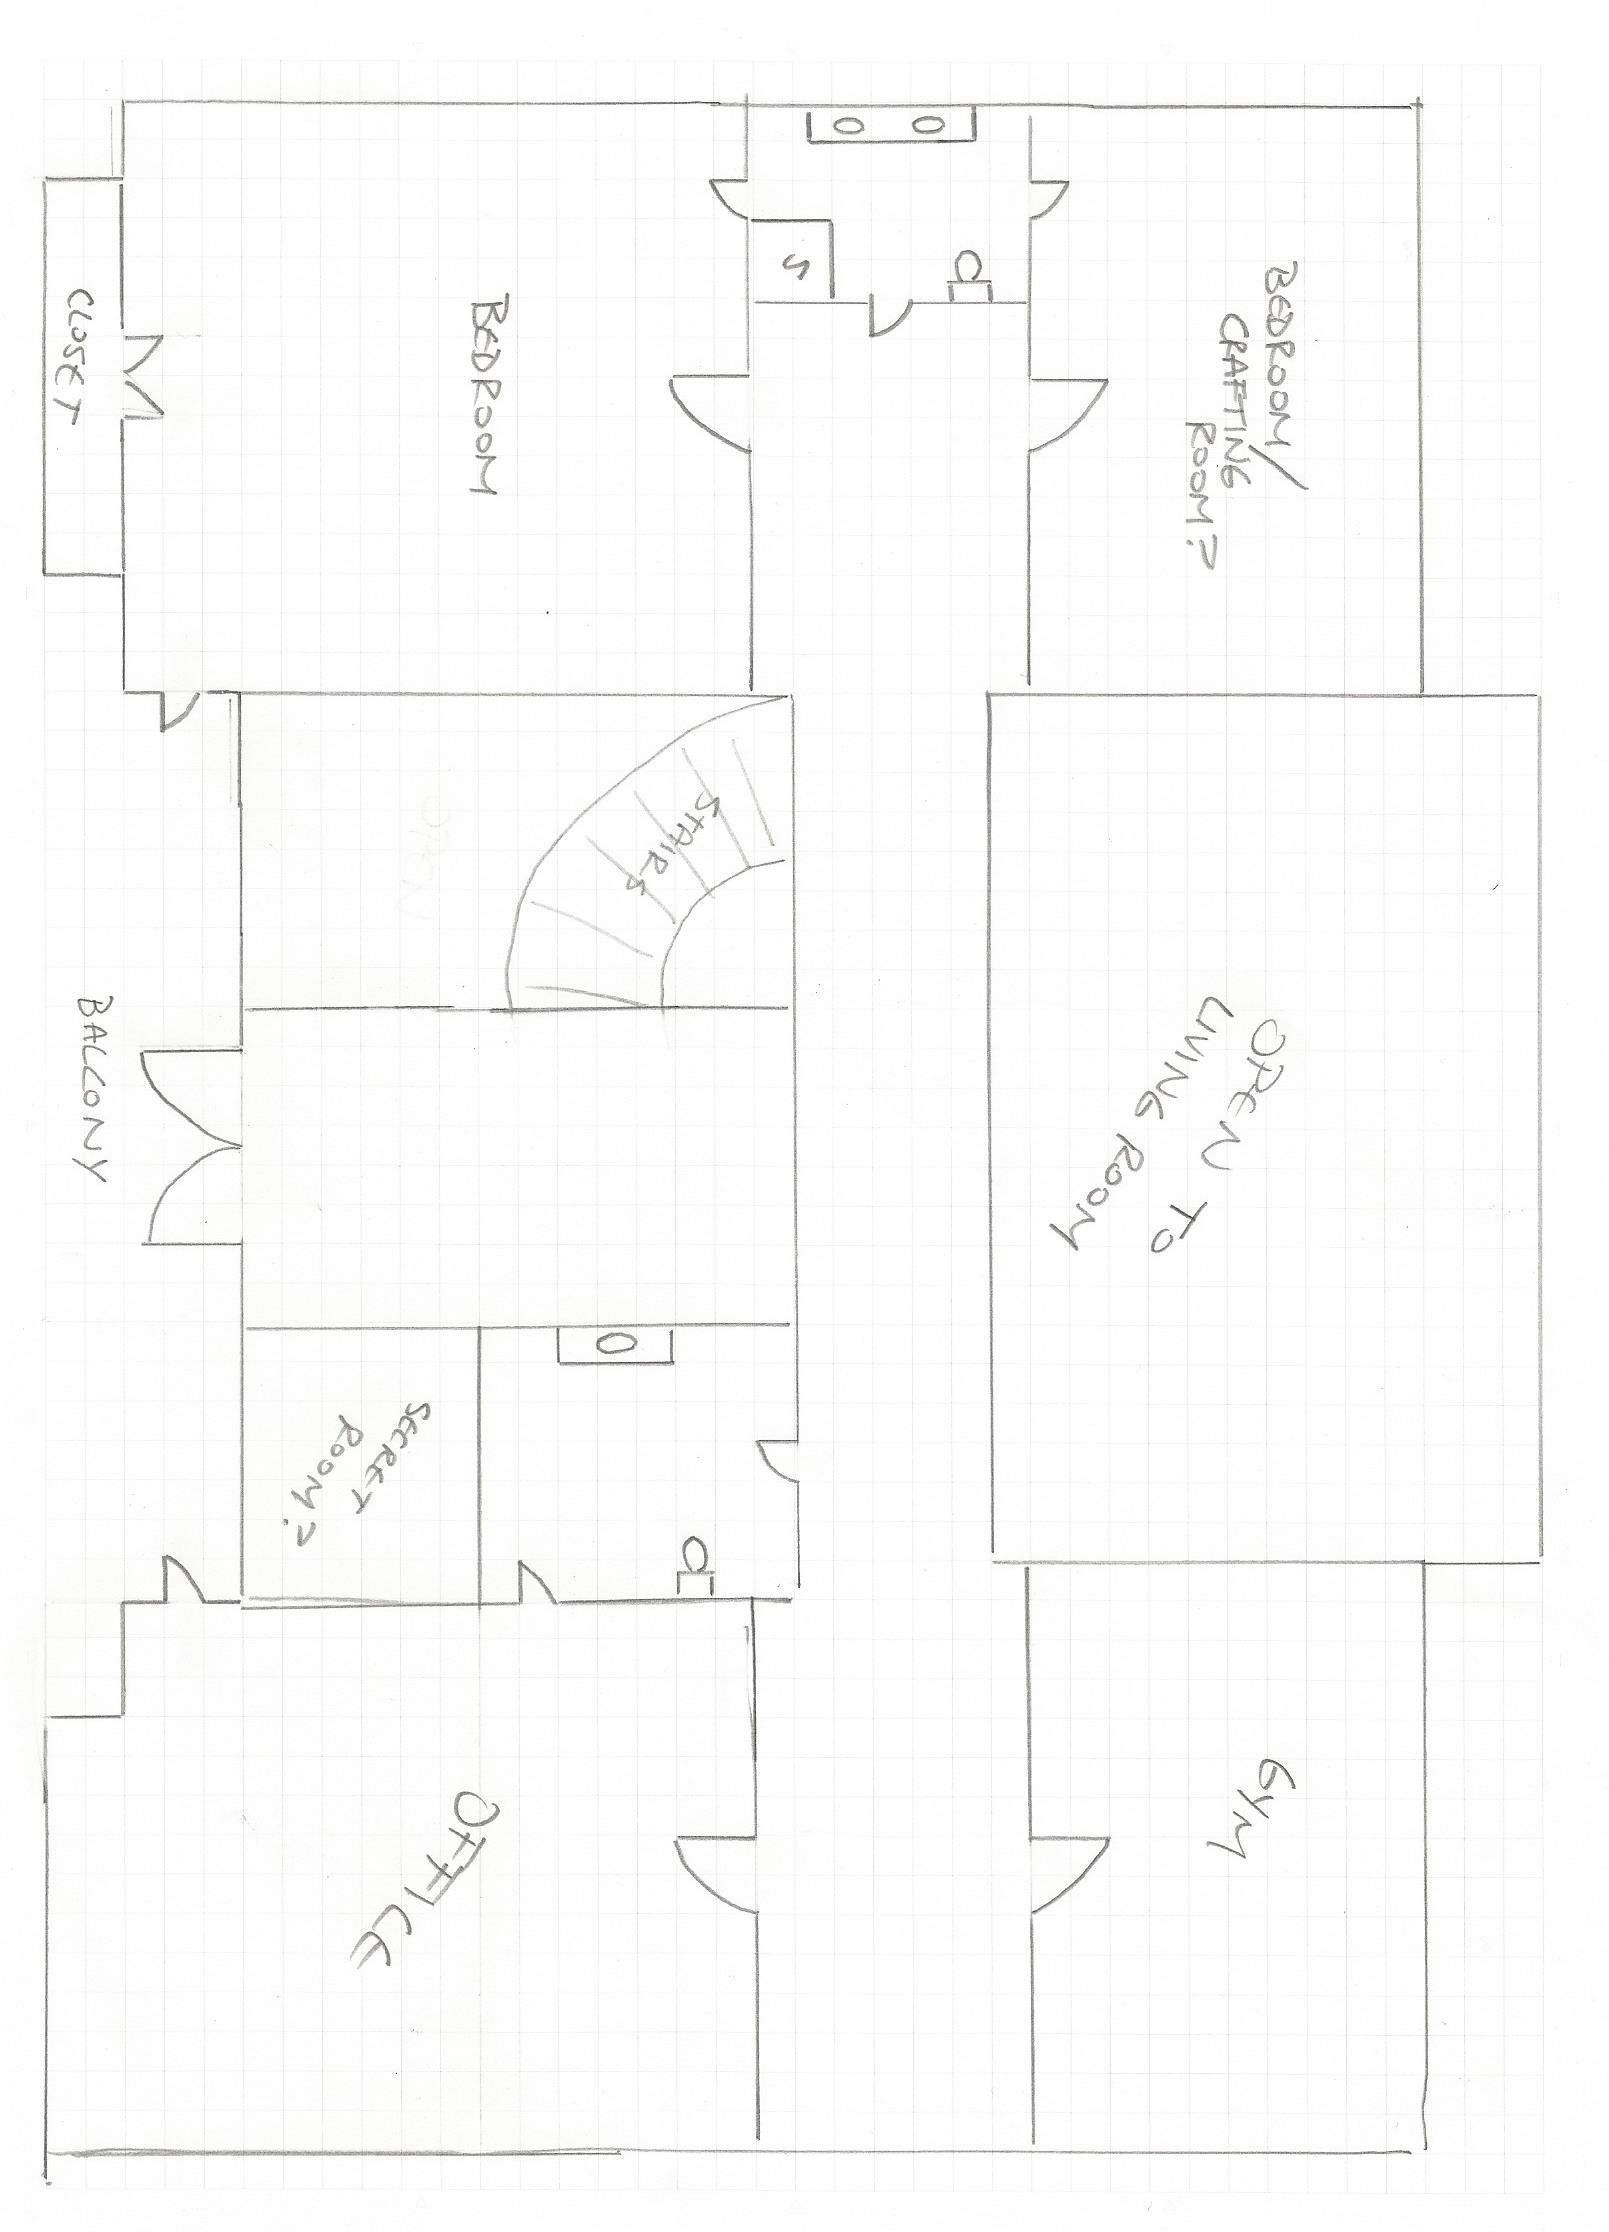 BEDROOM/
CRAFTING
ROOM?
OPEN TO
LIVING ROOM
GYM
S
STAIRS
BEDROOM
OPEN
SECRET
ROOM?
OFFICE
CLOSET
BALCONY